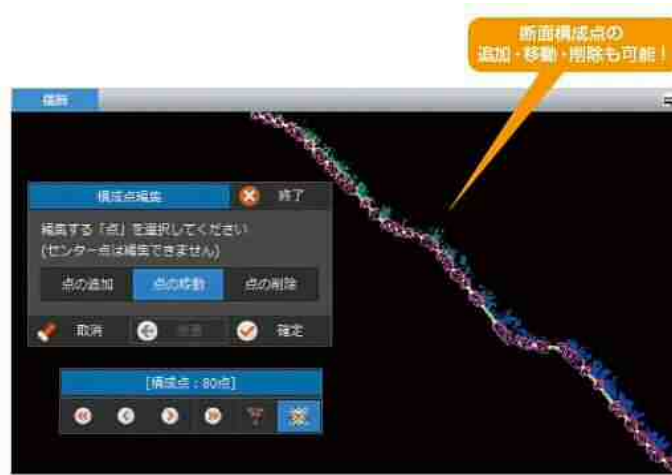 断面構成点の
追加・移動・削除も可能！
横断
構成点編集
終了
編集する「点」を選択してください
(センター点は編集できません)
点の追加
点の移動
点の削除
取消
確定
[構成点：80点]